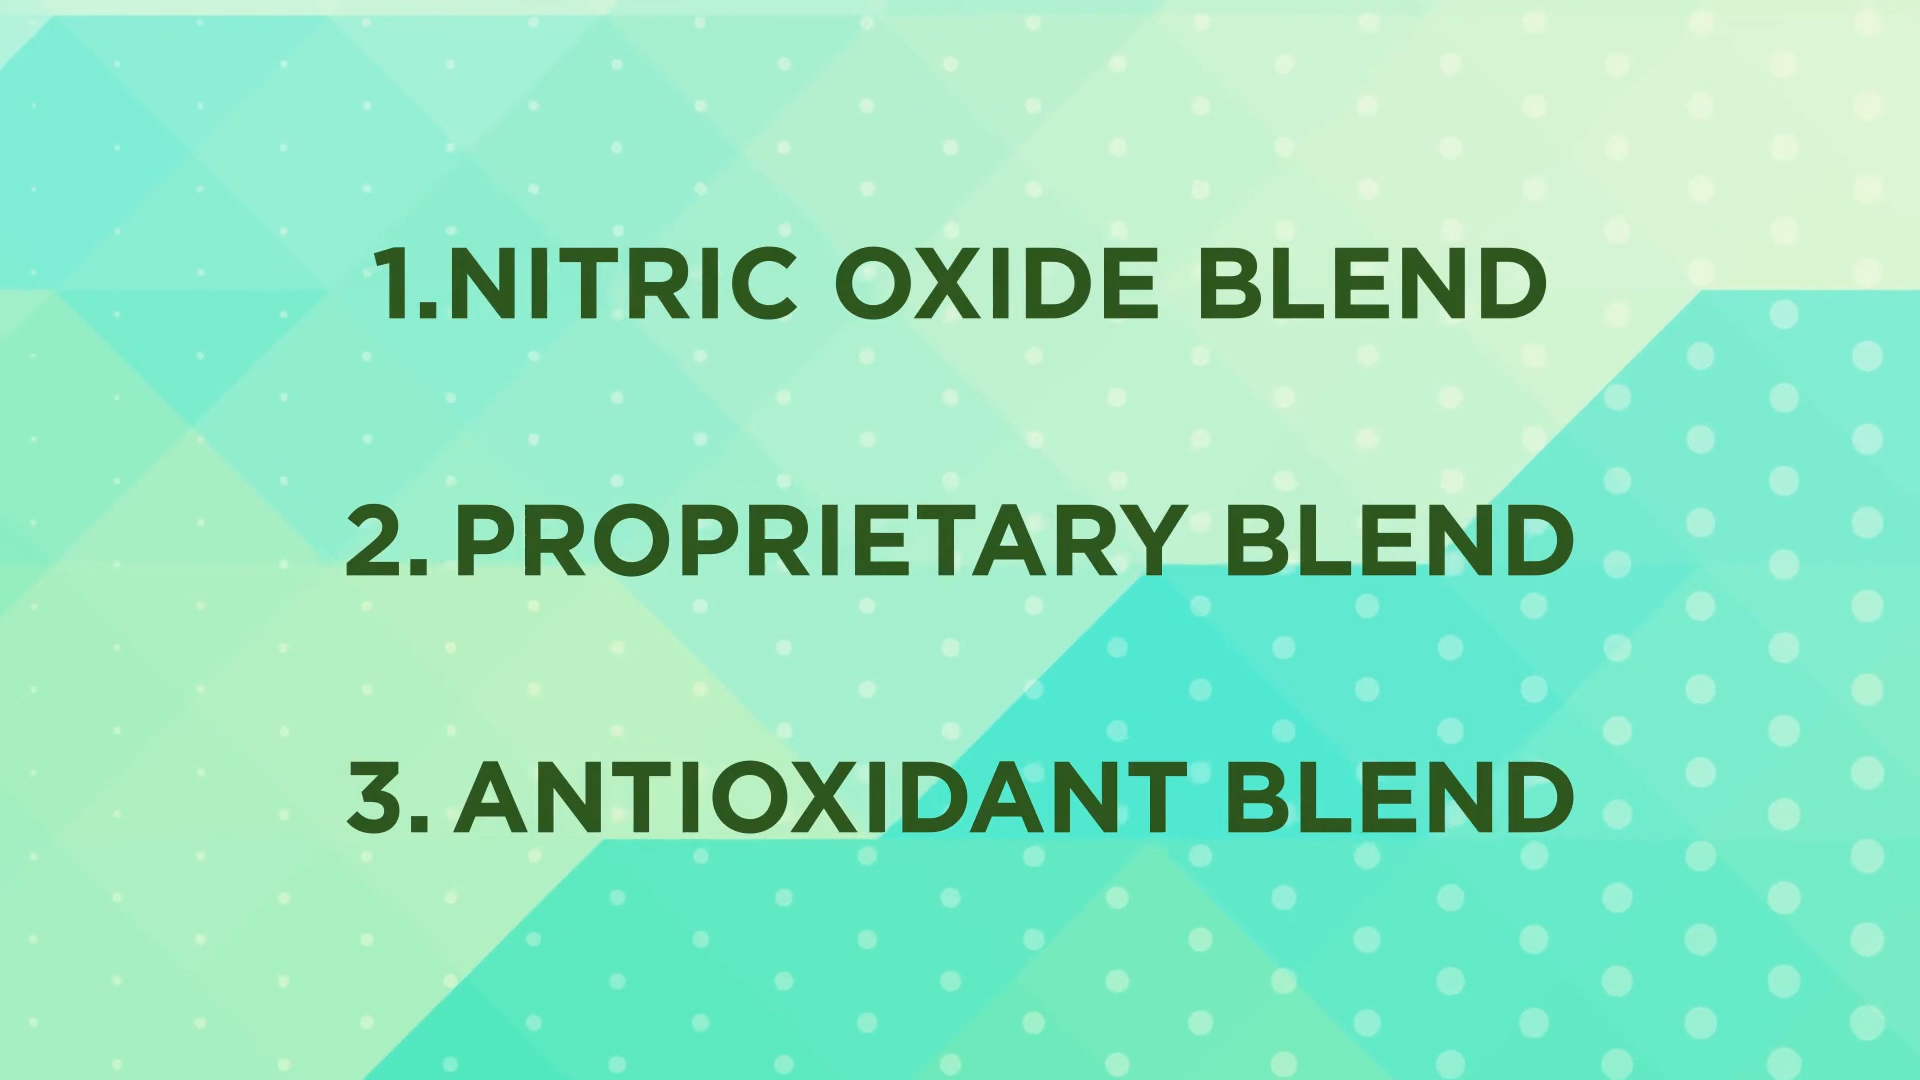 1.NITRIC OXIDE BLEND
2. PROPRIETARY BLEND
3. ANTIOXIDANT BLEND